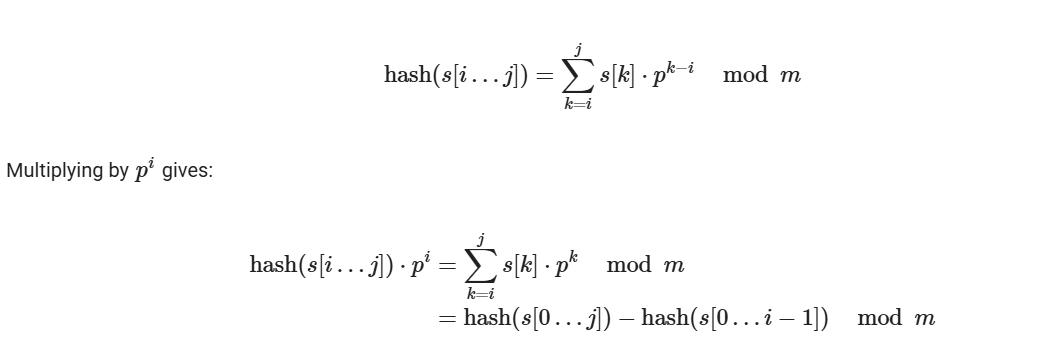 hash(s[i…j]) = ∑_{k=i}^{j} s[k] · p^{k−i} mod m
Multiplying by p^i gives:
hash(s[i…j]) · p^i = ∑_{k=i}^{j} s[k] · p^k mod m
= hash(s[0…j]) − hash(s[0…i − 1]) mod m